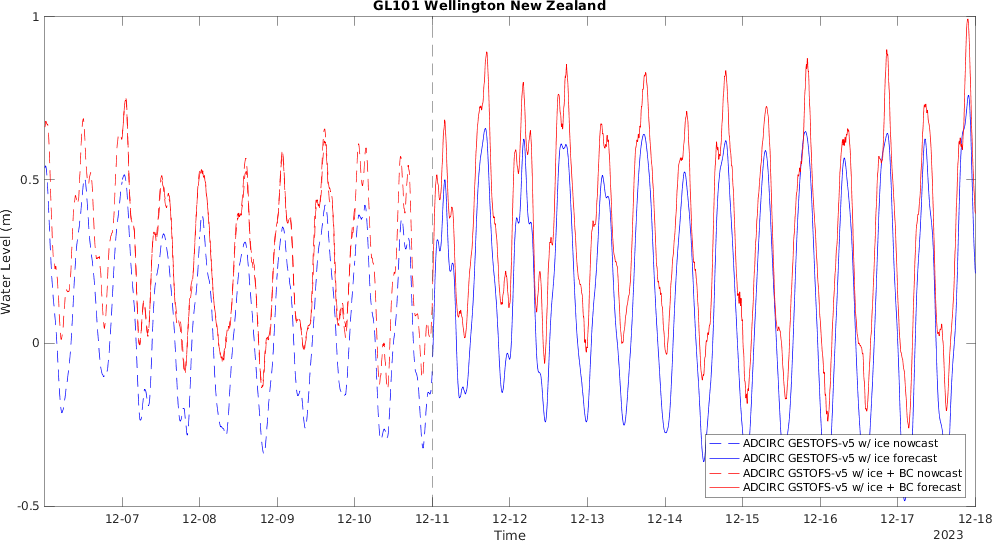 GL101 Wellington New Zealand
1
0.5
0
-0.5
Water Level (m)
ADCIRC GESTOFS-v5 w/ ice nowcast
ADCIRC GESTOFS-v5 w/ ice forecast
ADCIRC GSTOFS-v5 w/ ice + BC nowcast
ADCIRC GSTOFS-v5 w/ ice + BC forecast
12-07 12-08 12-09 12-10 12-11 12-12 12-13 12-14 12-15 12-16 12-17 12-18
Time
2023